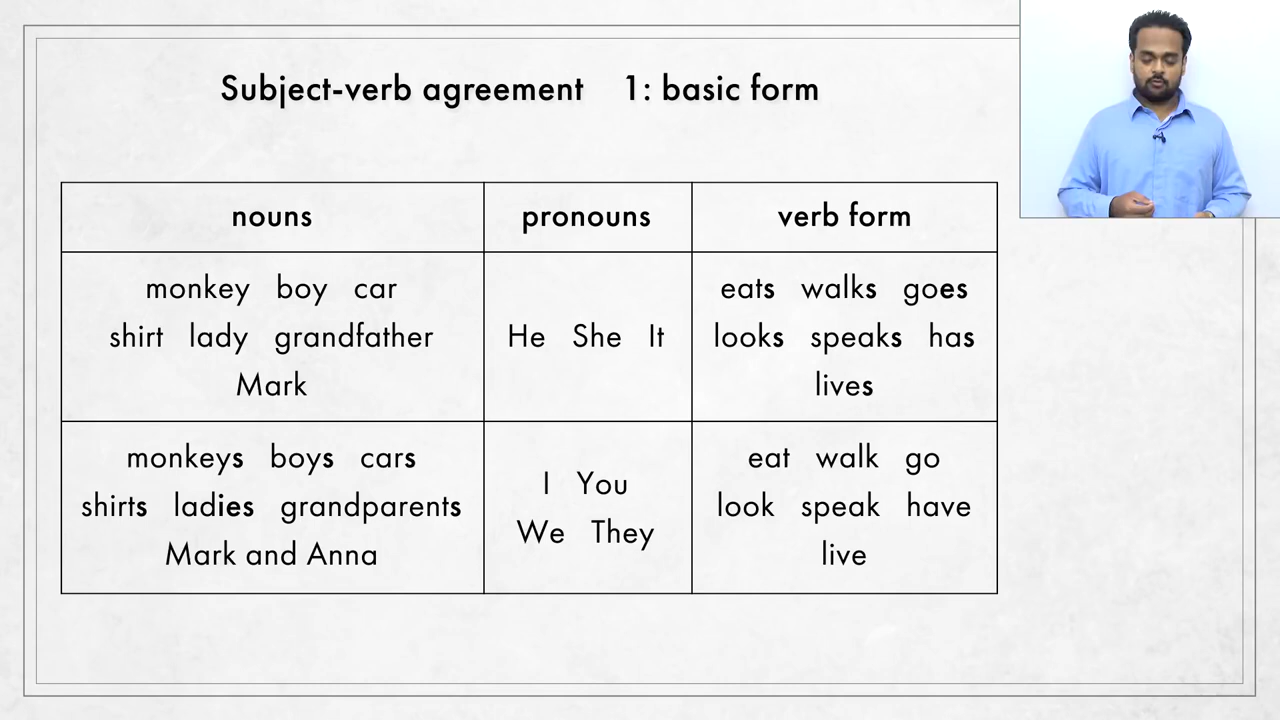 Subject-verb agreement 1: basic form
nouns pronouns verb form
monkey boy car
shirt lady grandfather
Mark
He She It
eats walks goes
looks speaks has
lives
monkeys boys cars
shirts ladies grandparents
Mark and Anna
I You
We They
eat walk go
look speak have
live